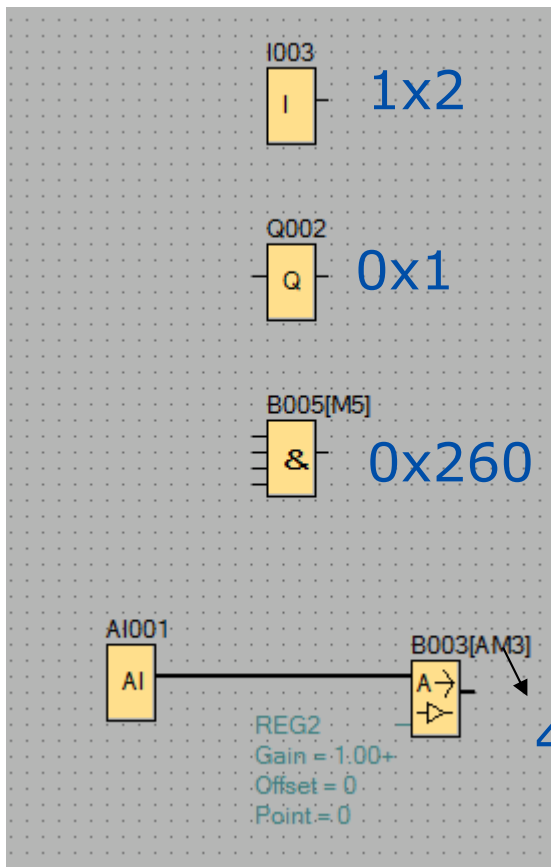 I003
I
1x2
Q002
Q
0x1
B005[M5]
&
0x260
AI001
AI
B003[AM3]
A→
REG2
Gain = 1.00+
Offset = 0
Point = 0
4